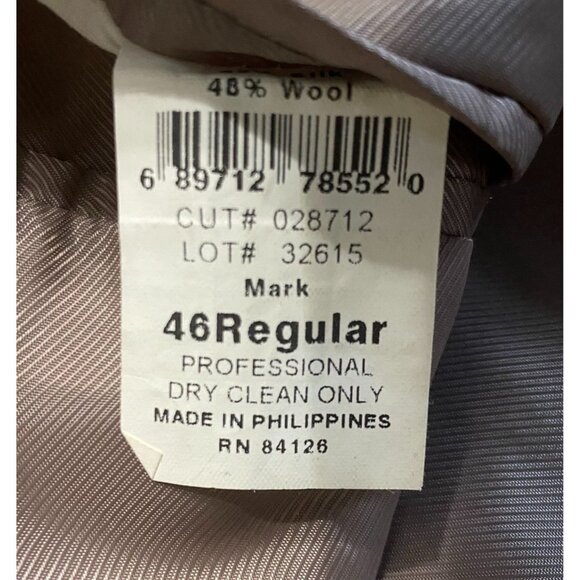 48% Wool
6 89712 78552 0
CUT# 028712
LOT# 32615
Mark
46Regular
PROFESSIONAL
DRY CLEAN ONLY
MADE IN PHILIPPINES
RN 84126